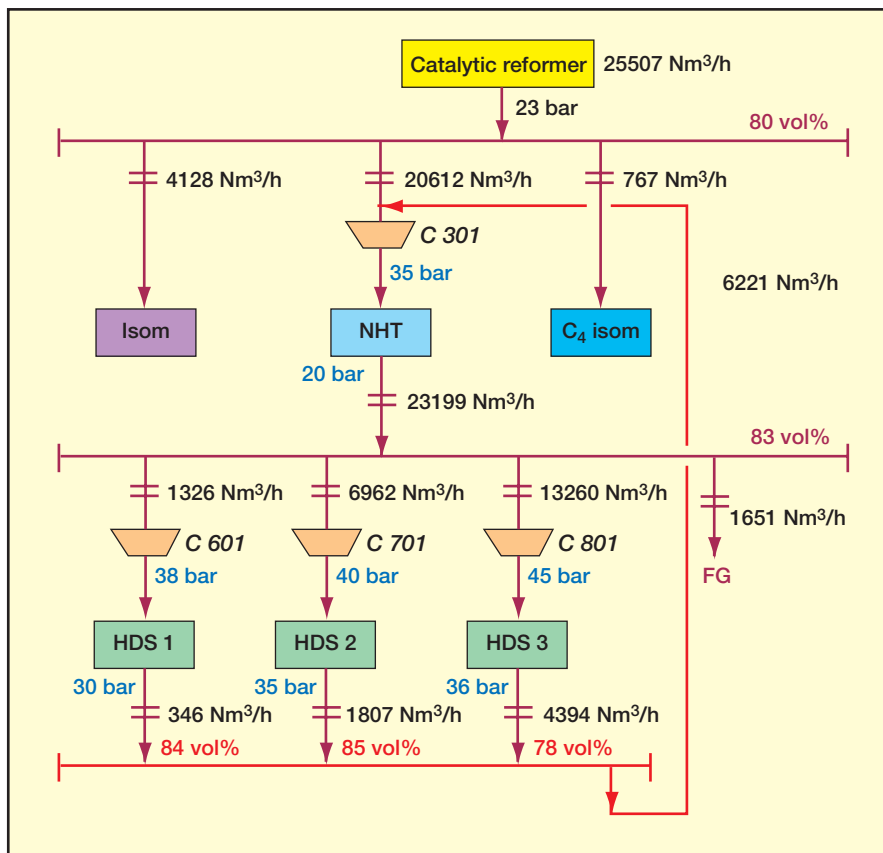 Catalytic reformer
25507 Nm³/h
23 bar
80 vol%
4128 Nm³/h
20612 Nm³/h
767 Nm³/h
C 301
35 bar
6221 Nm³/h
Isom
NHT
C₄ isom
20 bar
23199 Nm³/h
83 vol%
1326 Nm³/h
6962 Nm³/h
13260 Nm³/h
1651 Nm³/h
C 601
C 701
C 801
38 bar
40 bar
45 bar
FG
HDS 1
HDS 2
HDS 3
30 bar
35 bar
36 bar
346 Nm³/h
1807 Nm³/h
4394 Nm³/h
84 vol%
85 vol%
78 vol%